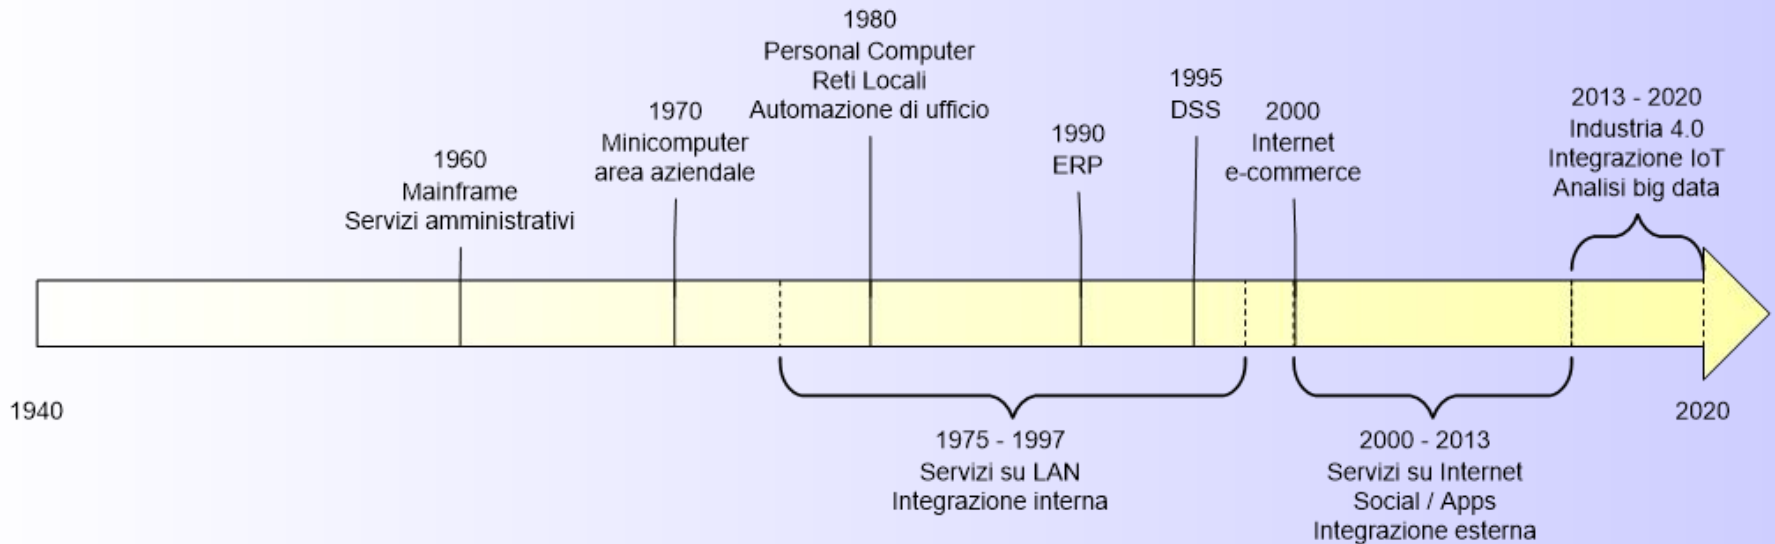 1960
Mainframe
Servizi amministrativi
1970
Minicomputer
area aziendale
1980
Personal Computer
Reti Locali
Automazione di ufficio
1990
ERP
1995
DSS
2000
Internet
e-commerce
2013 - 2020
Industria 4.0
Integrazione IoT
Analisi big data
1940
2020
1975 - 1997
Servizi su LAN
Integrazione interna
2000 - 2013
Servizi su Internet
Social / Apps
Integrazione esterna